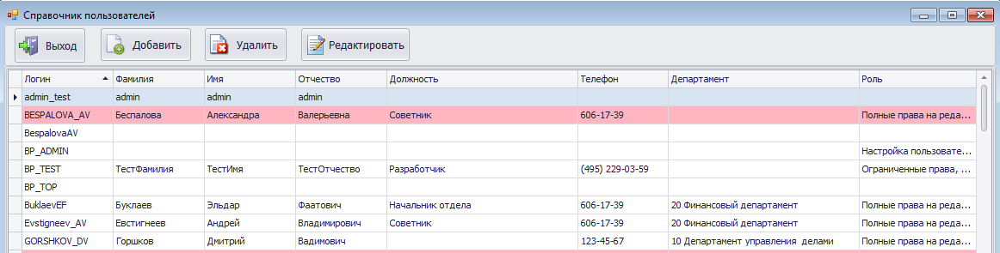 Справочник пользователей
Выход Добавить Удалить Редактировать
Логин Фамилия Имя Отчество Должность Телефон Департамент Роль
admin_test admin admin admin
BESPALOVA_AV Беспалова Александра Валерьевна Советник 606-17-39 Полные права на реда...
BespalovaAV
BP_ADMIN Настройка пользовате...
BP_TEST ТестФамилия ТестИмя ТестОтчество Разработчик (495) 229-03-59 Ограниченные права, ...
BP_TOP
BuklaevEF Буклаев Эльдар Фаатович Начальник отдела 606-17-39 20 Финансовый департамент Полные права на реда...
Evstigneev_AV Евстигнеев Андрей Владимирович Советник 606-17-39 20 Финансовый департамент Полные права на реда...
GORSHKOV_DV Горшков Дмитрий Вадимович 123-45-67 10 Департамент управления делами Полные права на реда...